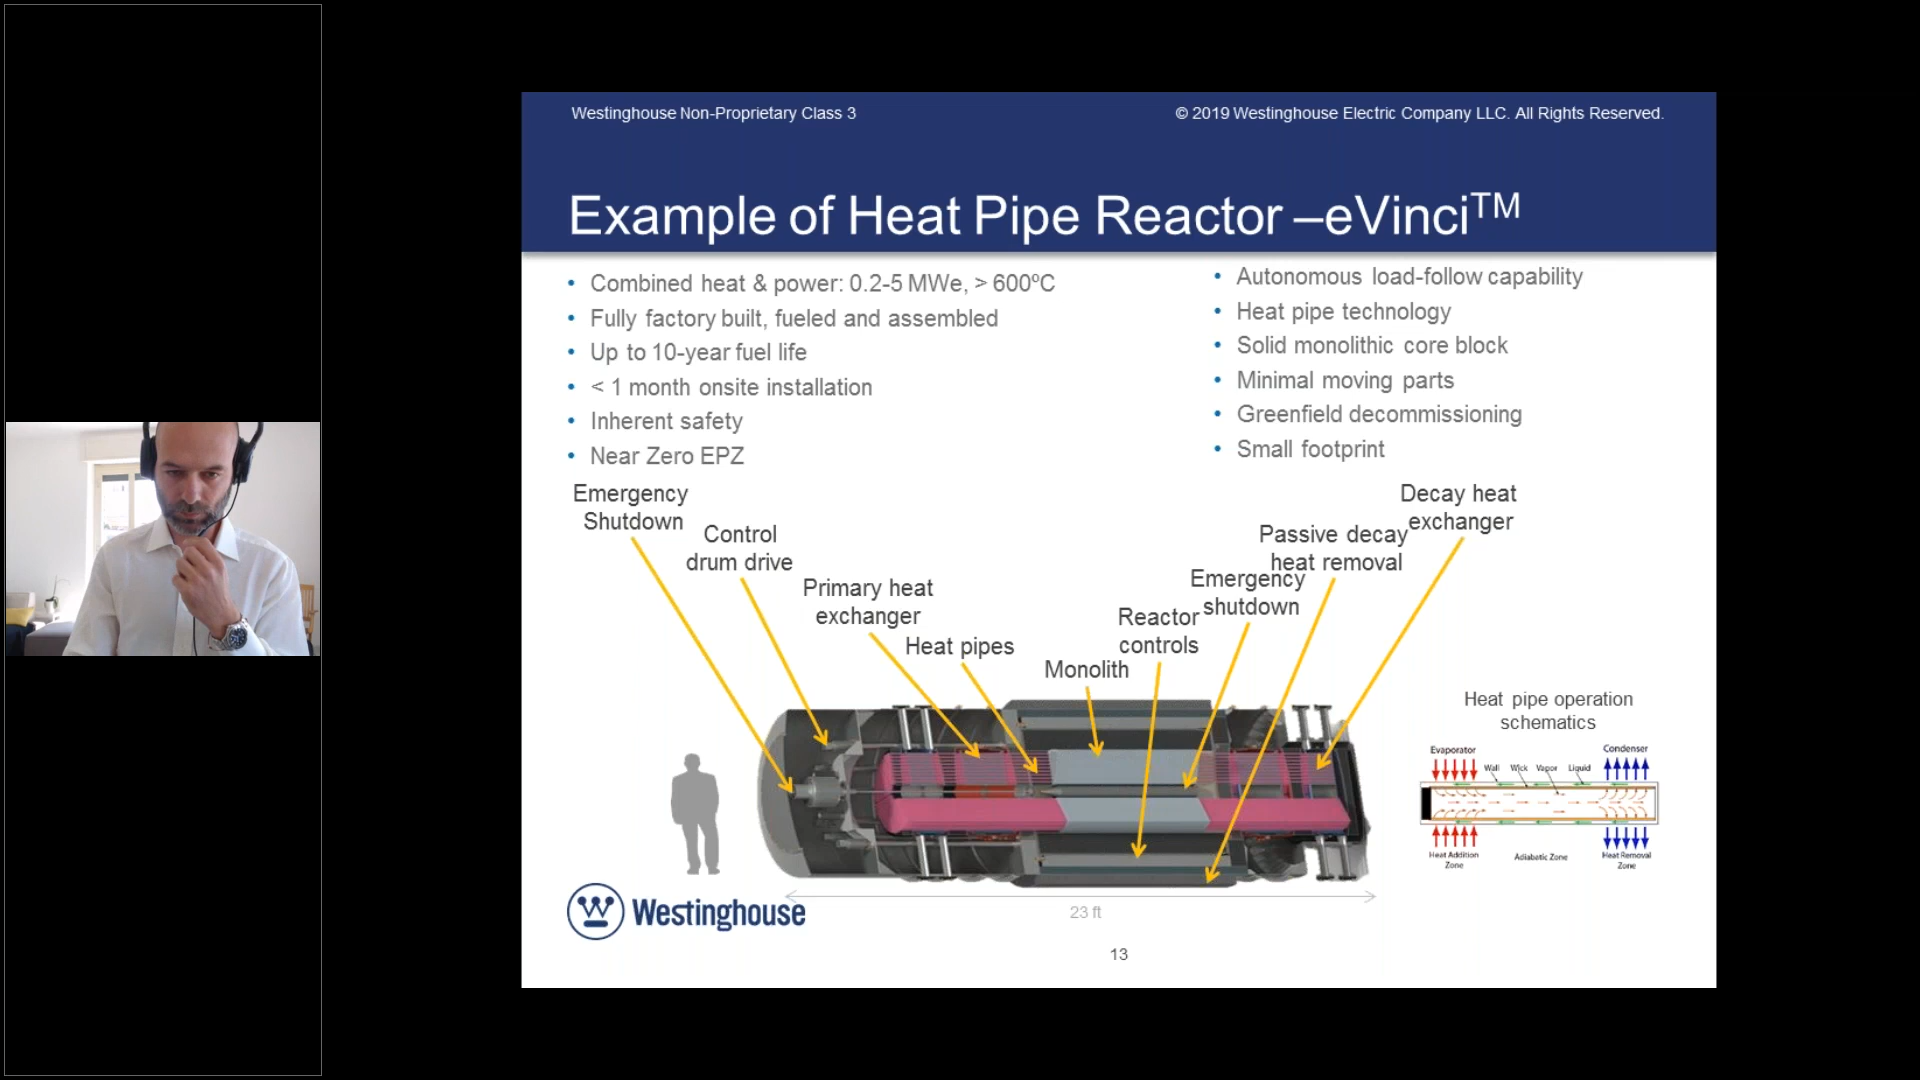 Westinghouse Non-Proprietary Class 3
© 2019 Westinghouse Electric Company LLC. All Rights Reserved.
Example of Heat Pipe Reactor –eVinci™
• Combined heat & power: 0.2-5 MWe, > 600ºC
• Fully factory built, fueled and assembled
• Up to 10-year fuel life
• < 1 month onsite installation
• Inherent safety
• Near Zero EPZ
• Autonomous load-follow capability
• Heat pipe technology
• Solid monolithic core block
• Minimal moving parts
• Greenfield decommissioning
• Small footprint
Emergency
Shutdown
Control
drum drive
Primary heat
exchanger
Heat pipes
Monolith
Reactor
controls
Emergency
shutdown
Passive decay
heat removal
Decay heat
exchanger
Heat pipe operation
schematics
Evaporator
Condenser
Wall Wick Vapor Liquid
Heat Addition
Zone
Adiabatic Zone
Heat Removal
Zone
23 ft
Westinghouse
13